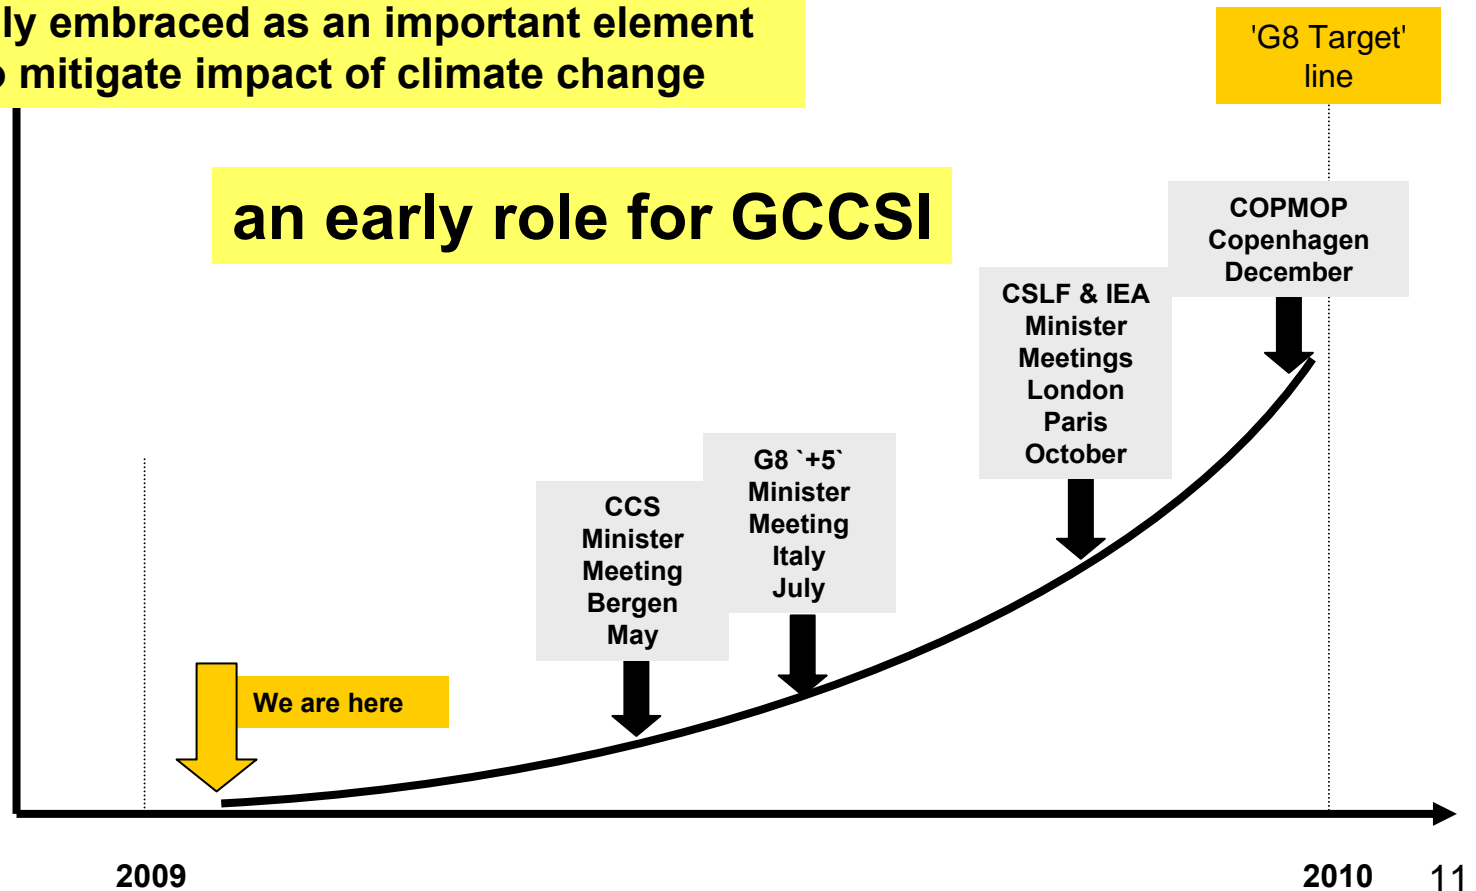 ly embraced as an important element
mitigate impact of climate change
'G8 Target'
line
an early role for GCCSI
COPMOP
Copenhagen
December
CSLF & IEA
Minister
Meetings
London
Paris
October
G8 `+5`
Minister
Meeting
Italy
July
CCS
Minister
Meeting
Bergen
May
We are here
2009
2010
11